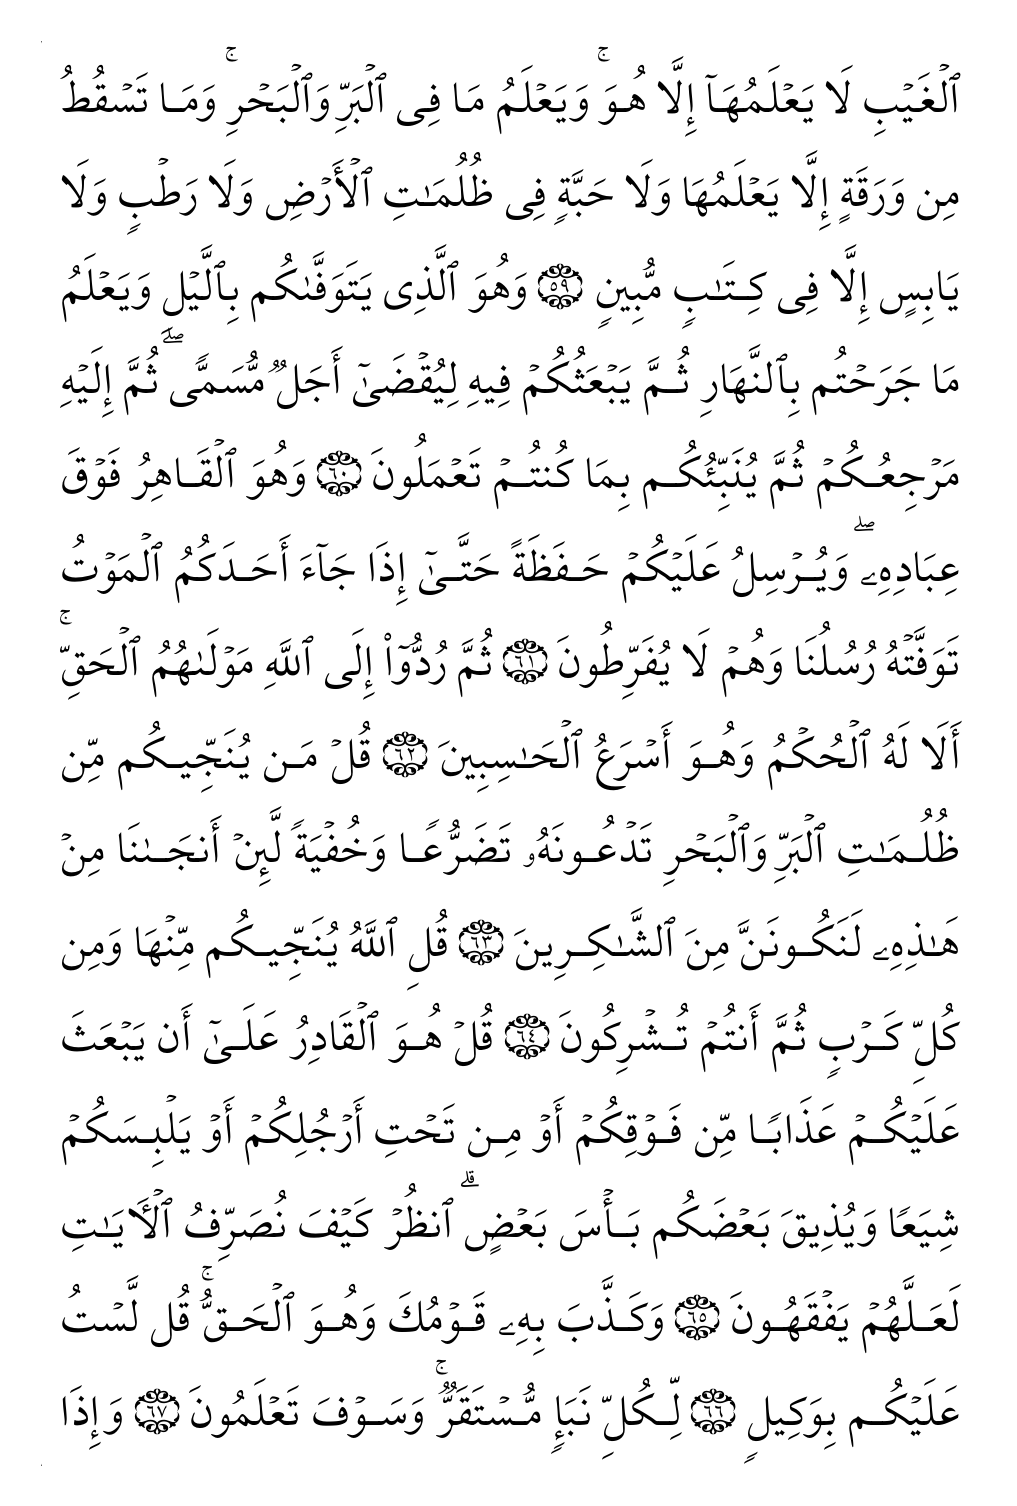 ٱلۡغَيۡبِ لَا يَعۡلَمُهَآ إِلَّا هُوَۚ وَيَعۡلَمُ مَا فِى ٱلۡبَرِّ وَٱلۡبَحۡرِۚ وَمَا تَسۡقُطُ
مِن وَرَقَةٍ إِلَّا يَعۡلَمُهَا وَلَا حَبَّةٍ فِى ظُلُمَـٰتِ ٱلۡأَرۡضِ وَلَا رَطۡبٍ وَلَا
يَابِسٍ إِلَّا فِى كِتَـٰبٍ مُّبِينٍ ٥٩ وَهُوَ ٱلَّذِى يَتَوَفَّىٰكُم بِٱلَّيۡلِ وَيَعۡلَمُ
مَا جَرَحۡتُم بِٱلنَّهَارِ ثُمَّ يَبۡعَثُكُمۡ فِيهِ لِيُقۡضَىٰٓ أَجَلٌ مُّسَمًّىۖ ثُمَّ إِلَيۡهِ
مَرۡجِعُكُمۡ ثُمَّ يُنَبِّئُكُم بِمَا كُنتُمۡ تَعۡمَلُونَ ٦٠ وَهُوَ ٱلۡقَاهِرُ فَوۡقَ
عِبَادِهِۦۖ وَيُرۡسِلُ عَلَيۡكُمۡ حَفَظَةً حَتَّىٰٓ إِذَا جَآءَ أَحَدَكُمُ ٱلۡمَوۡتُ
تَوَفَّتۡهُ رُسُلُنَا وَهُمۡ لَا يُفَرِّطُونَ ٦١ ثُمَّ رُدُّوٓاْ إِلَى ٱللَّهِ مَوۡلَىٰهُمُ ٱلۡحَقِّۚ
أَلَا لَهُ ٱلۡحُكۡمُ وَهُوَ أَسۡرَعُ ٱلۡحَـٰسِبِينَ ٦٢ قُلۡ مَن يُنَجِّيكُم مِّن
ظُلُمَـٰتِ ٱلۡبَرِّ وَٱلۡبَحۡرِ تَدۡعُونَهُۥ تَضَرُّعًا وَخُفۡيَةً لَّئِنۡ أَنجَىٰنَا مِنۡ
هَـٰذِهِۦ لَنَكُونَنَّ مِنَ ٱلشَّـٰكِرِينَ ٦٣ قُلِ ٱللَّهُ يُنَجِّيكُم مِّنۡهَا وَمِن
كُلِّ كَرۡبٍ ثُمَّ أَنتُمۡ تُشۡرِكُونَ ٦٤ قُلۡ هُوَ ٱلۡقَادِرُ عَلَىٰٓ أَن يَبۡعَثَ
عَلَيۡكُمۡ عَذَابًا مِّن فَوۡقِكُمۡ أَوۡ مِن تَحۡتِ أَرۡجُلِكُمۡ أَوۡ يَلۡبِسَكُمۡ
شِيَعًا وَيُذِيقَ بَعۡضَكُم بَأۡسَ بَعۡضٍۗ ٱنظُرۡ كَيۡفَ نُصَرِّفُ ٱلۡـَٔايَـٰتِ
لَعَلَّهُمۡ يَفۡقَهُونَ ٦٥ وَكَذَّبَ بِهِۦ قَوۡمُكَ وَهُوَ ٱلۡحَقُّۚ قُل لَّسۡتُ
عَلَيۡكُم بِوَكِيلٍ ٦٦ لِّكُلِّ نَبَإٍ مُّسۡتَقَرٌّۚ وَسَوۡفَ تَعۡلَمُونَ ٦٧ وَإِذَا